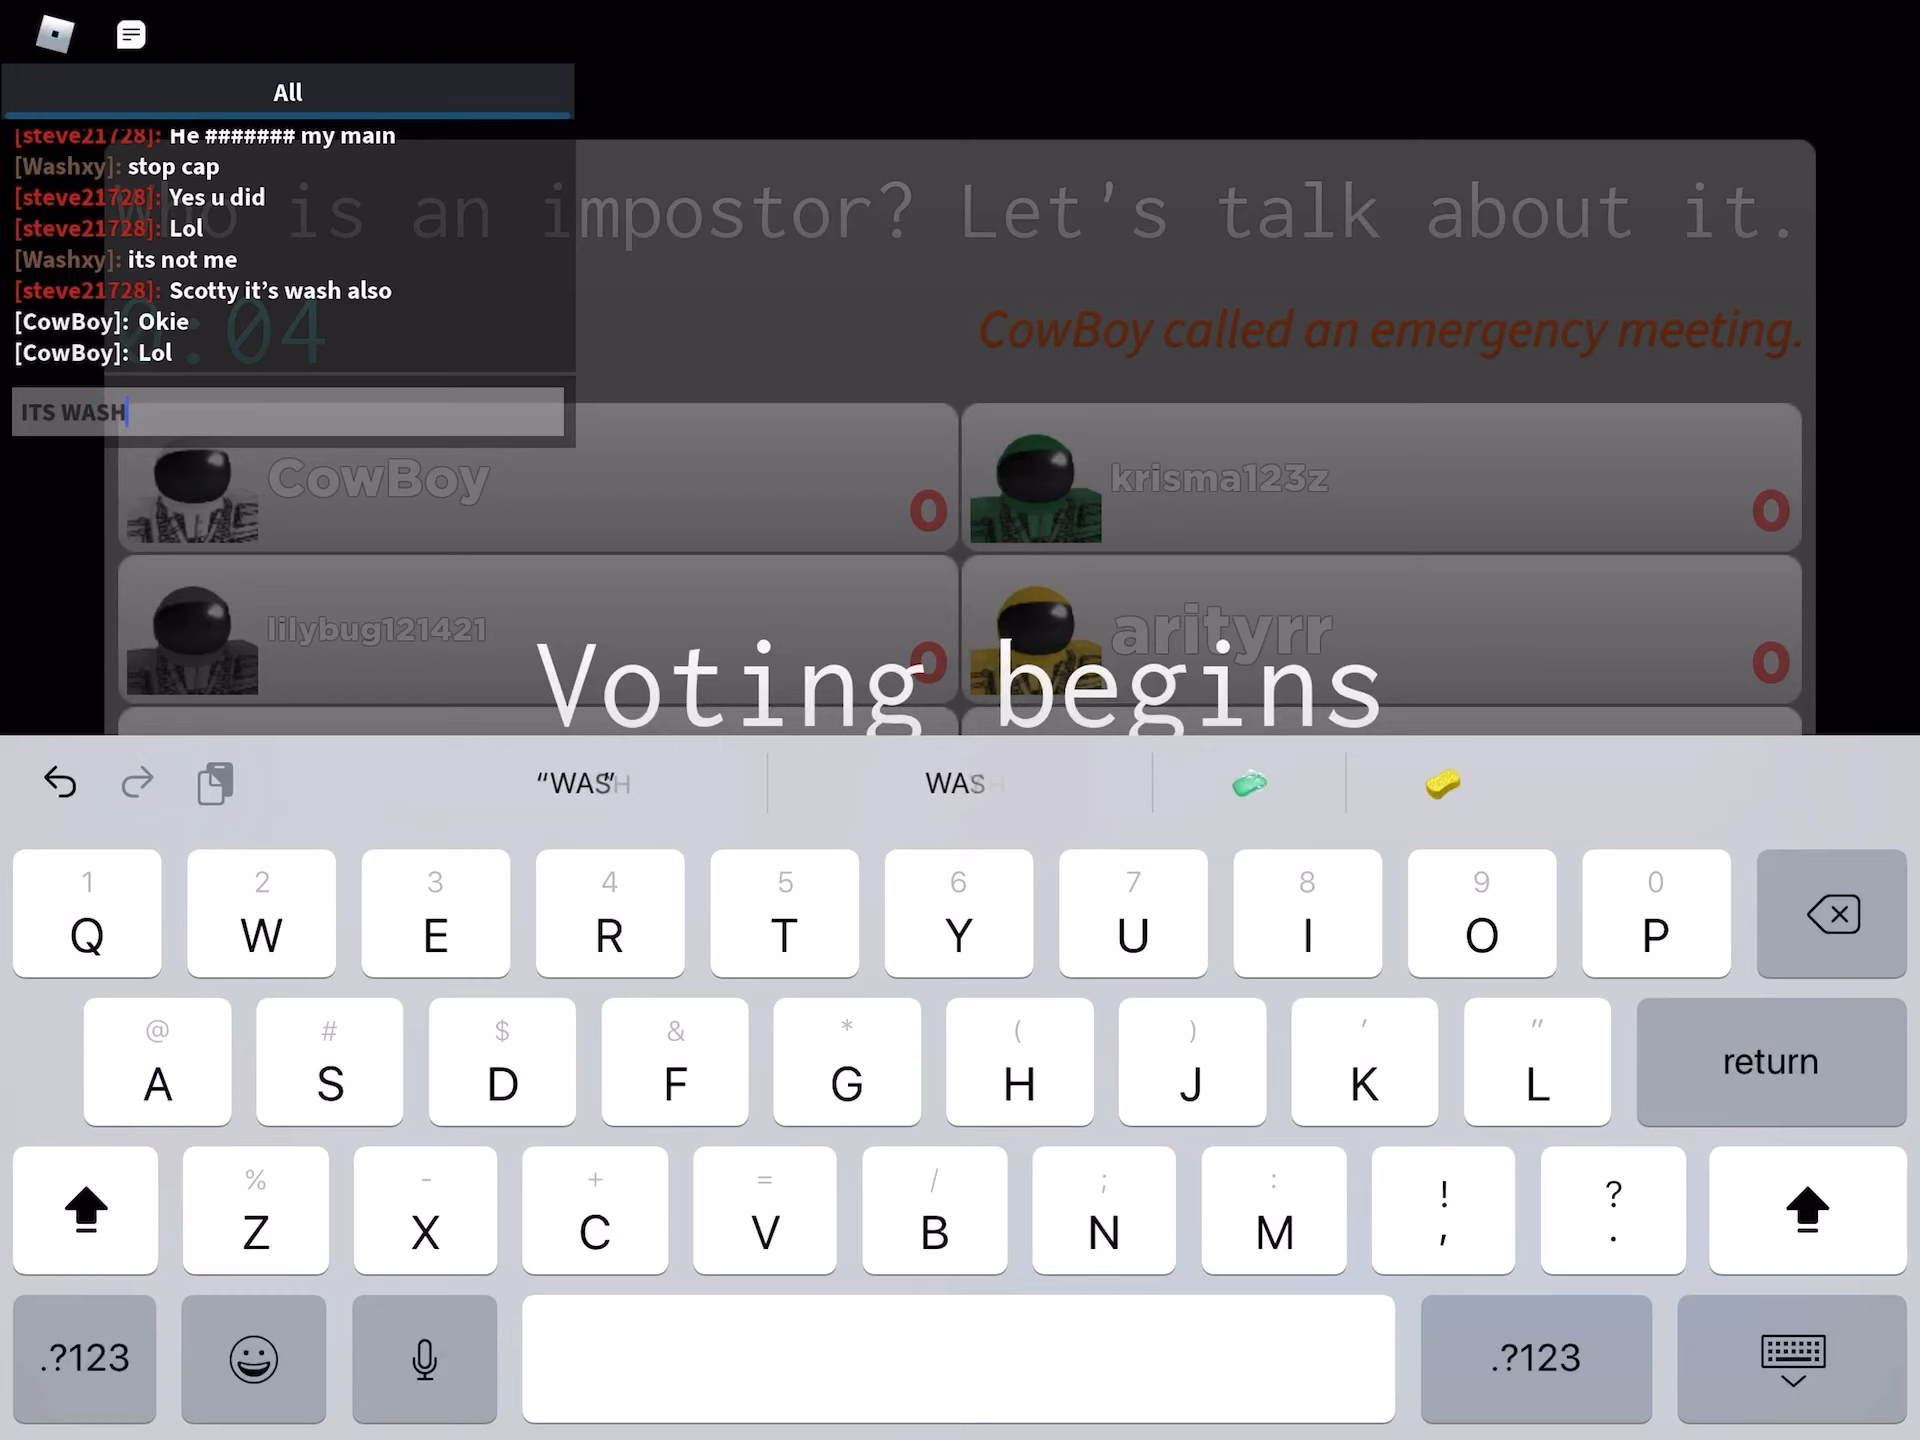 All
[steve21728]: He ####### my main
[Washxy]: stop cap
[steve21728]: Yes u did
[steve21728]: Lol
[Washxy]: its not me
[steve21728]: Scotty it’s wash also
[CowBoy]: Okie
[CowBoy]: Lol
ITS WASH
Who is an impostor? Let's talk about it.
0:04
CowBoy called an emergency meeting.
CowBoy 0
krisma123z 0
lilybug121421 0
arityrr 0
Voting begins
“WASH” WASH
1 2 3 4 5 6 7 8 9 0
Q W E R T Y U I O P
@ # $ & * ( ) ' "
A S D F G H J K L return
% - + = / ; : ! ?
Z X C V B N M , .
.?123 .?123